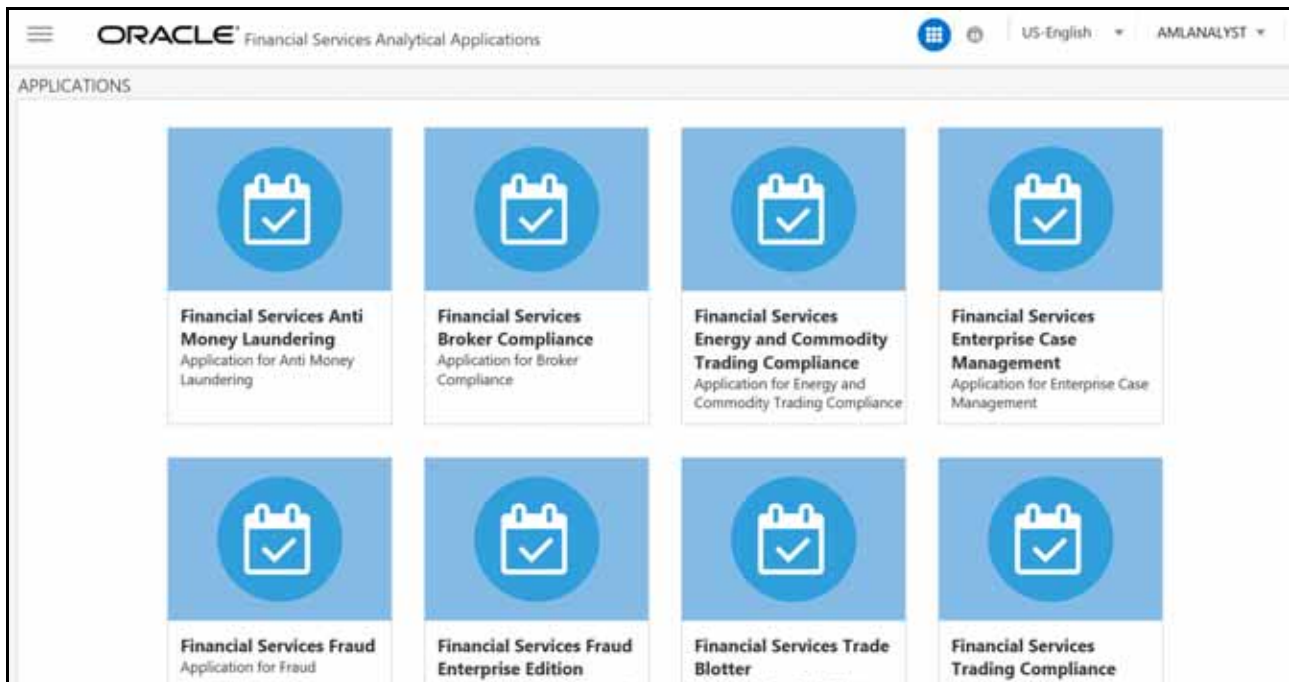 ORACLE Financial Services Analytical Applications
US-English
AMLANALYST
APPLICATIONS
Financial Services Anti
Money Laundering
Application for Anti Money
Laundering
Financial Services
Broker Compliance
Application for Broker
Compliance
Financial Services
Energy and Commodity
Trading Compliance
Application for Energy and
Commodity Trading Compliance
Financial Services
Enterprise Case
Management
Application for Enterprise Case
Management
Financial Services Fraud
Application for Fraud
Financial Services Fraud
Enterprise Edition
Financial Services Trade
Blotter
Financial Services
Trading Compliance